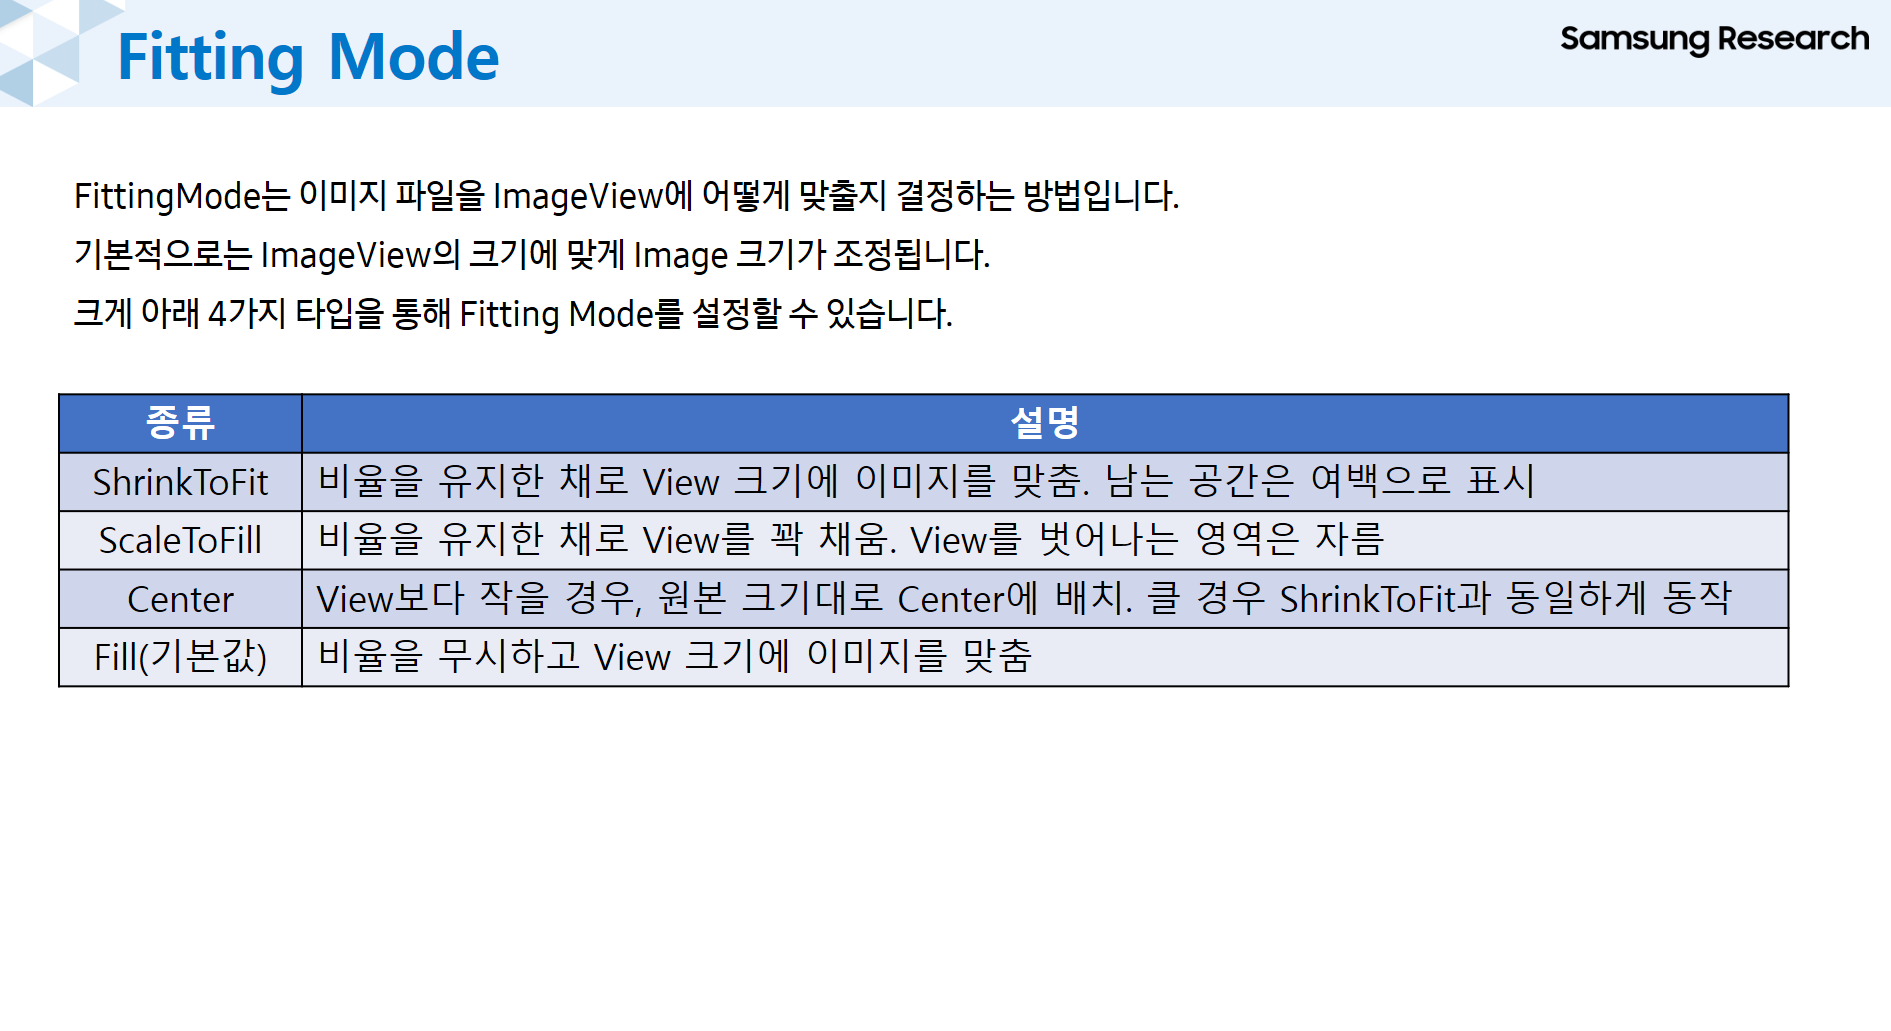 Fitting Mode
Samsung Research
FittingMode는 이미지 파일을 ImageView에 어떻게 맞출지 결정하는 방법입니다.
기본적으로는 ImageView의 크기에 맞게 Image 크기가 조정됩니다.
크게 아래 4가지 타입을 통해 Fitting Mode를 설정할 수 있습니다.
종류 설명
ShrinkToFit 비율을 유지한 채로 View 크기에 이미지를 맞춤. 남는 공간은 여백으로 표시
ScaleToFill 비율을 유지한 채로 View를 꽉 채움. View를 벗어나는 영역은 자름
Center View보다 작을 경우, 원본 크기대로 Center에 배치. 클 경우 ShrinkToFit과 동일하게 동작
Fill(기본값) 비율을 무시하고 View 크기에 이미지를 맞춤